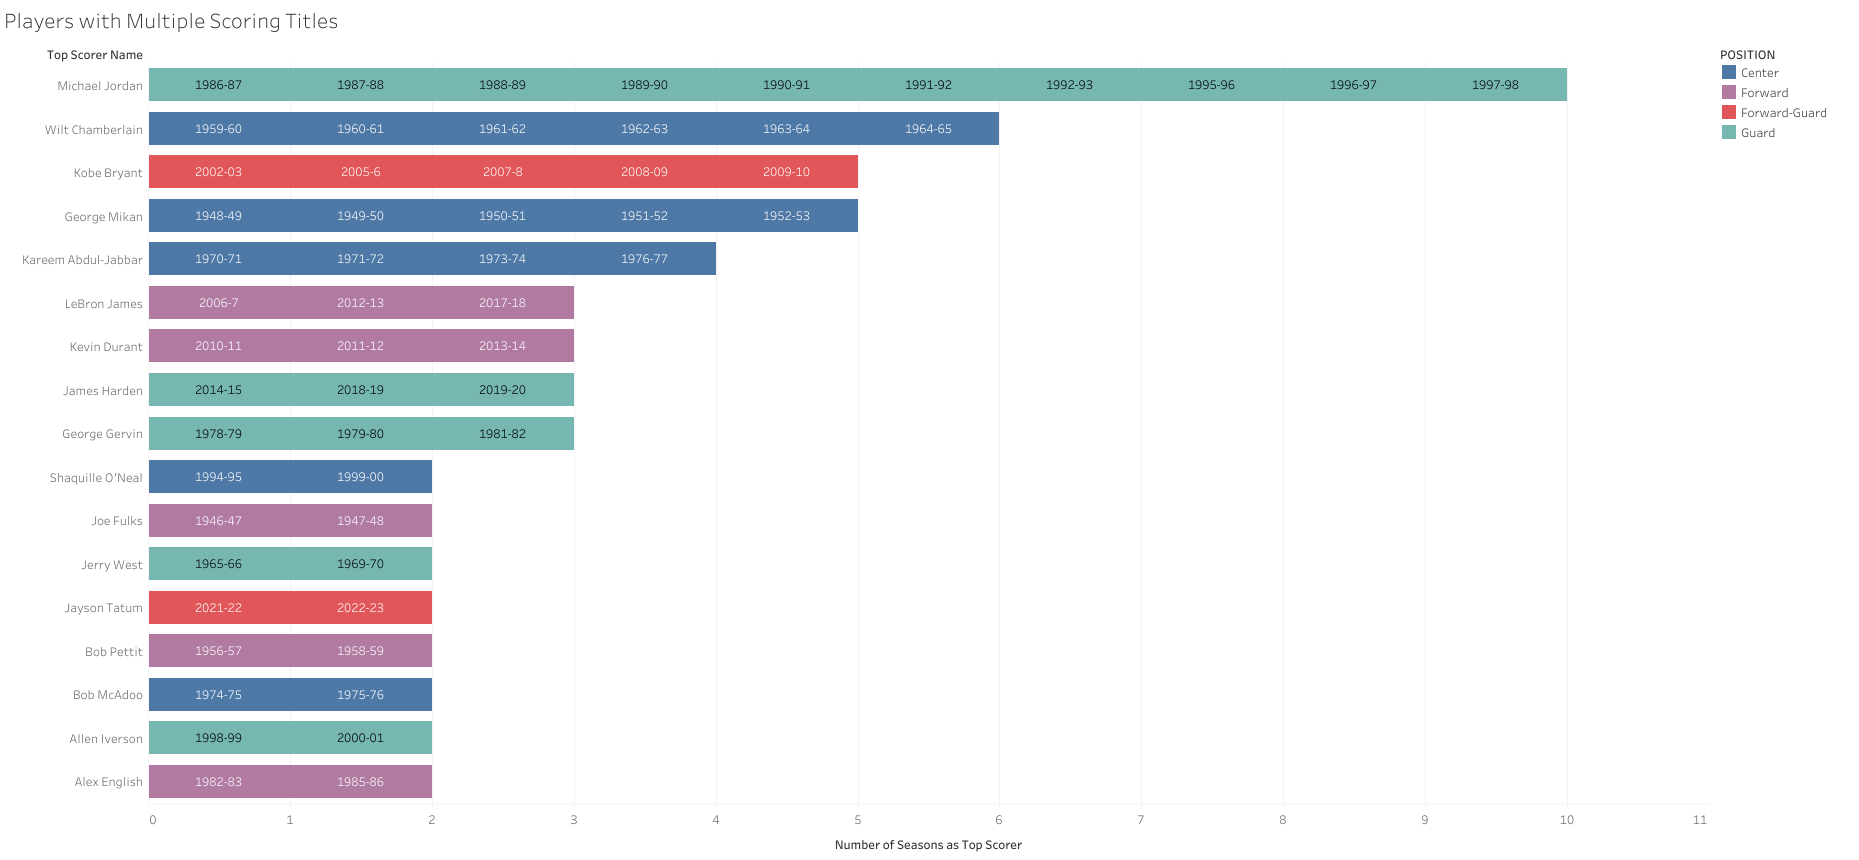 Players with Multiple Scoring Titles
Top Scorer Name
POSITION
Center
Forward
Forward-Guard
Guard
Michael Jordan 1986-87 1987-88 1988-89 1989-90 1990-91 1991-92 1992-93 1995-96 1996-97 1997-98
Wilt Chamberlain 1959-60 1960-61 1961-62 1962-63 1963-64 1964-65
Kobe Bryant 2002-03 2005-6 2007-8 2008-09 2009-10
George Mikan 1948-49 1949-50 1950-51 1951-52 1952-53
Kareem Abdul-Jabbar 1970-71 1971-72 1973-74 1976-77
LeBron James 2006-7 2012-13 2017-18
Kevin Durant 2010-11 2011-12 2013-14
James Harden 2014-15 2018-19 2019-20
George Gervin 1978-79 1979-80 1981-82
Shaquille O'Neal 1994-95 1999-00
Joe Fulks 1946-47 1947-48
Jerry West 1965-66 1969-70
Jayson Tatum 2021-22 2022-23
Bob Pettit 1956-57 1958-59
Bob McAdoo 1974-75 1975-76
Allen Iverson 1998-99 2000-01
Alex English 1982-83 1985-86
0 1 2 3 4 5 6 7 8 9 10 11
Number of Seasons as Top Scorer